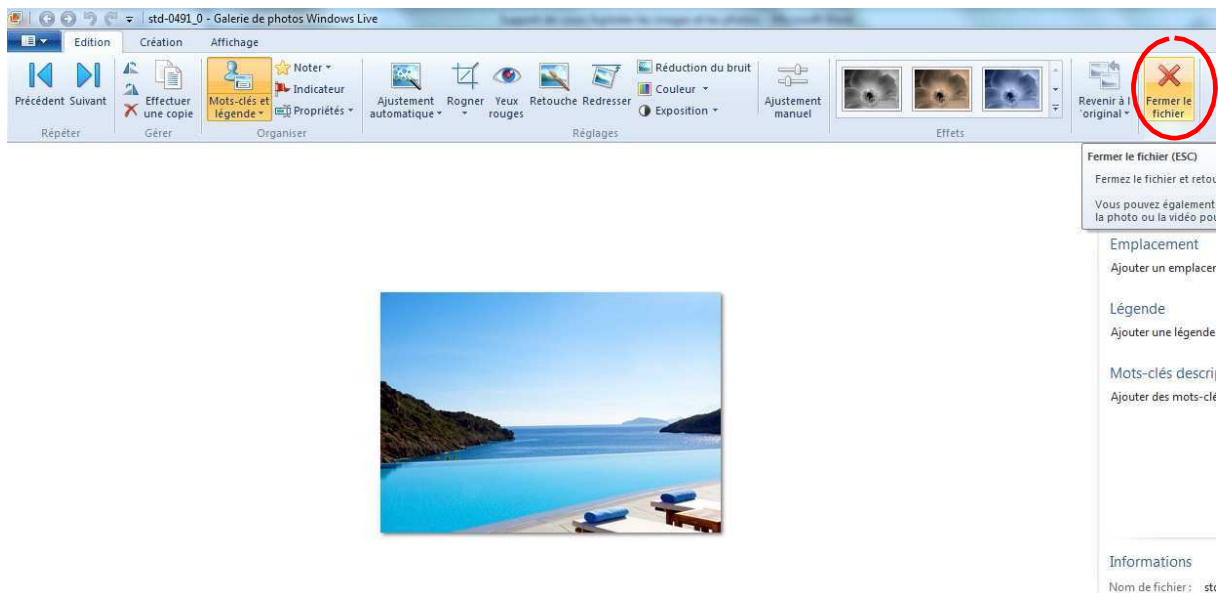 std-0491_0 - Galerie de photos Windows Live
Edition Création Affichage
Précédent Suivant
Répéter
Effectuer
une copie
Gérer
Mots-clés et
légende
Noter
Indicateur
Propriétés
Organiser
Ajustement
automatique
Rogner
Yeux
rouges
Retouche
Redresser
Réduction du bruit
Couleur
Exposition
Ajustement
manuel
Réglages
Effets
Revenir à l
'original
Fermer le
fichier
Fermer le fichier (ESC)
Fermez le fichier et retou
Vous pouvez également
la photo ou la vidéo pou
Emplacement
Ajouter un emplacer
Légende
Ajouter une légende
Mots-clés descrip
Ajouter des mots-clé
Informations
Nom de fichier : std